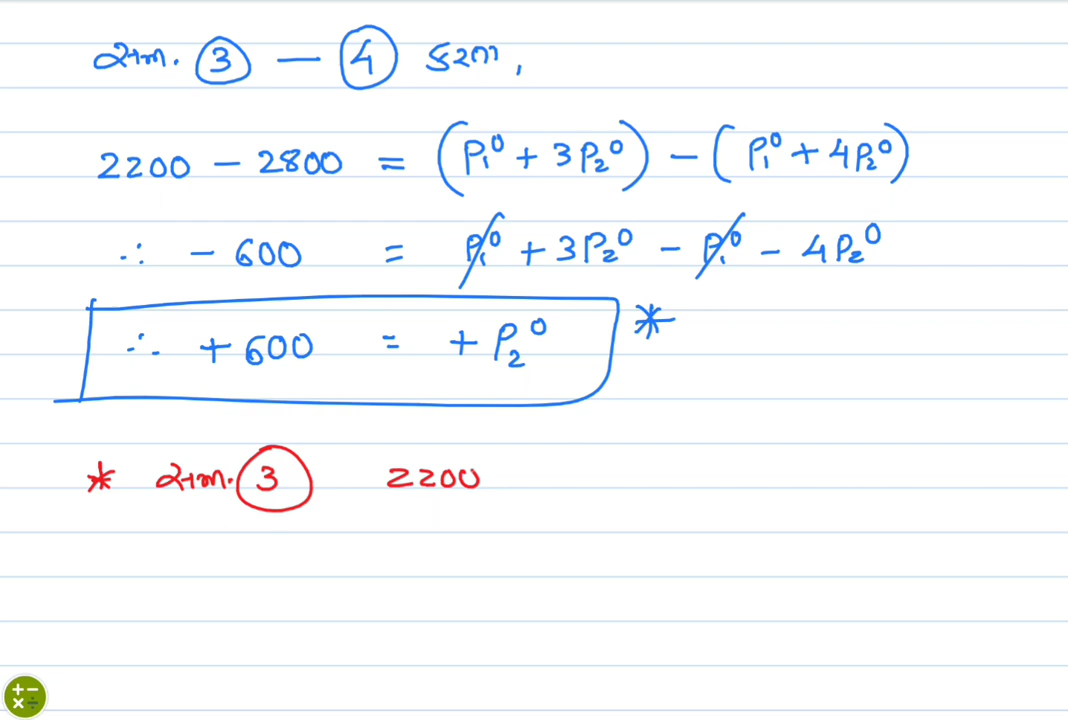 સમ. ③ − ④ કરતા,
2200 − 2800 = (P₁⁰ + 3P₂⁰) − (P₁⁰ + 4P₂⁰)
∴ − 600 = P₁⁰ + 3P₂⁰ − P₁⁰ − 4P₂⁰
∴ + 600 = + P₂⁰ *
* સમ. ③ 2200